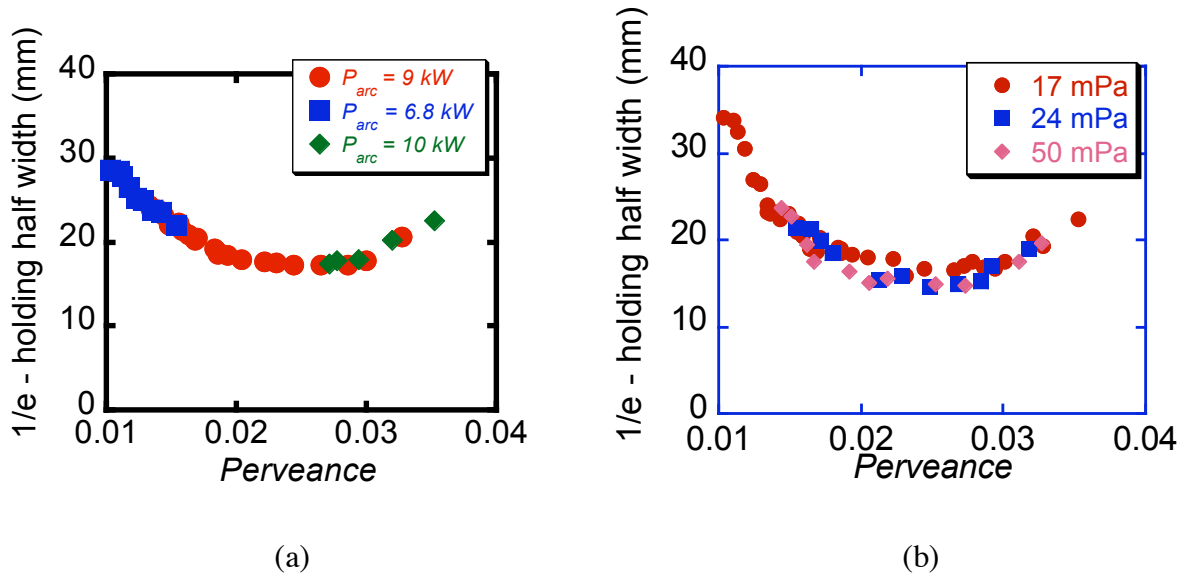 1/e - holding half width (mm)
40
30
20
10
0
P_arc = 9 kW
P_arc = 6.8 kW
P_arc = 10 kW
0.01 0.02 0.03 0.04
Perveance
(a)
1/e - holding half width (mm)
40
30
20
10
0
17 mPa
24 mPa
50 mPa
0.01 0.02 0.03 0.04
Perveance
(b)